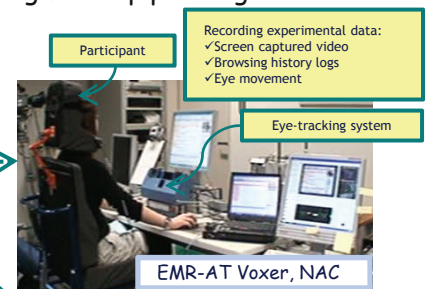 Participant
Recording experimental data:
✓Screen captured video
✓Browsing history logs
✓Eye movement
Eye-tracking system
EMR-AT Voxer, NAC